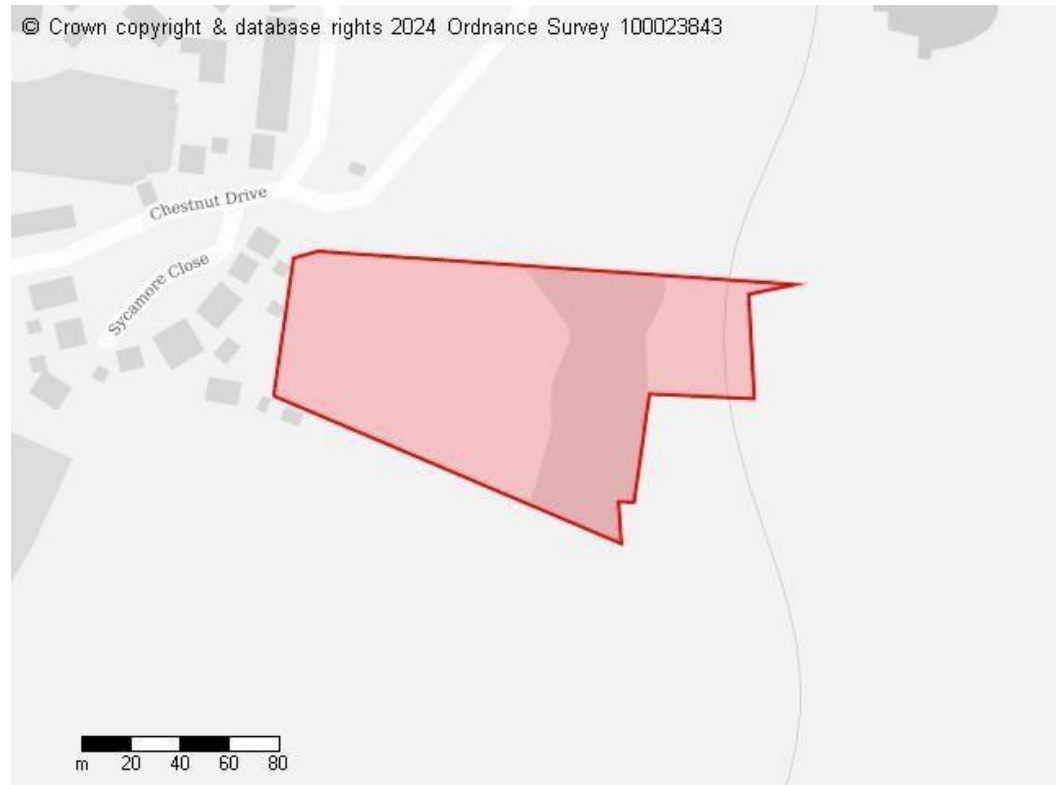 © Crown copyright & database rights 2024 Ordnance Survey 100023843
Chestnut Drive
Sycamore Close
m 20 40 60 80